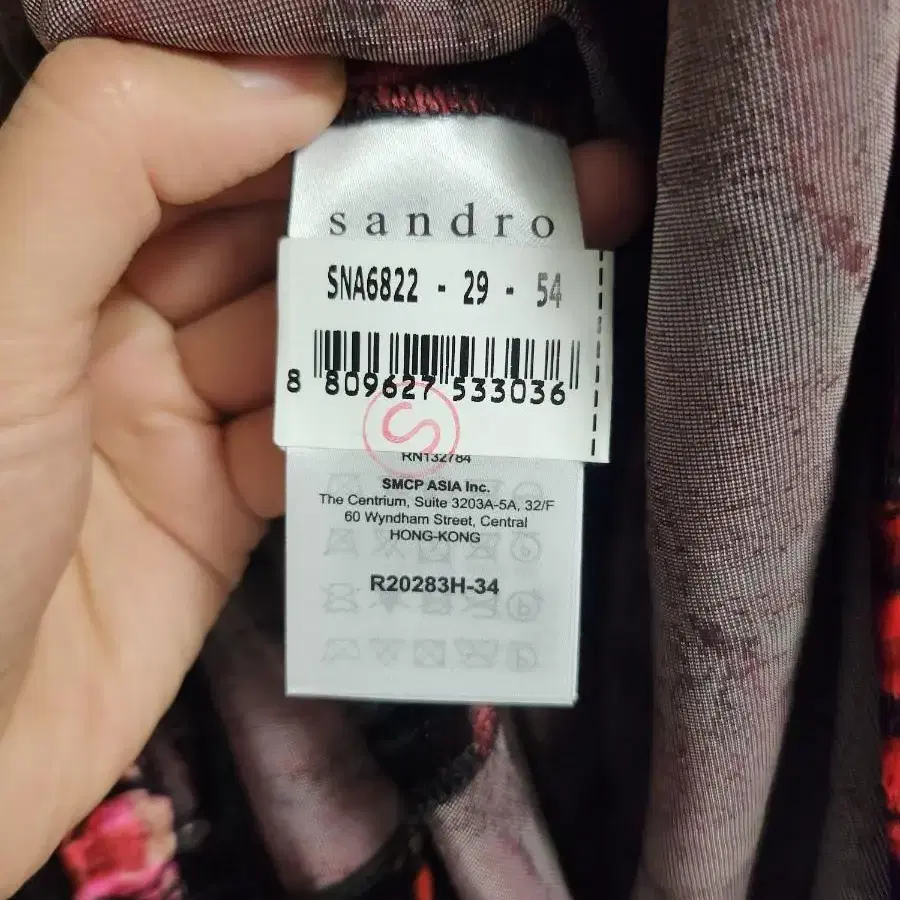 sandro
SNA6822 - 29 - 54
8 809627 533036
S
RN132784
SMCP ASIA Inc.
The Centrium, Suite 3203A-5A, 32/F
60 Wyndham Street, Central
HONG-KONG
R20283H-34